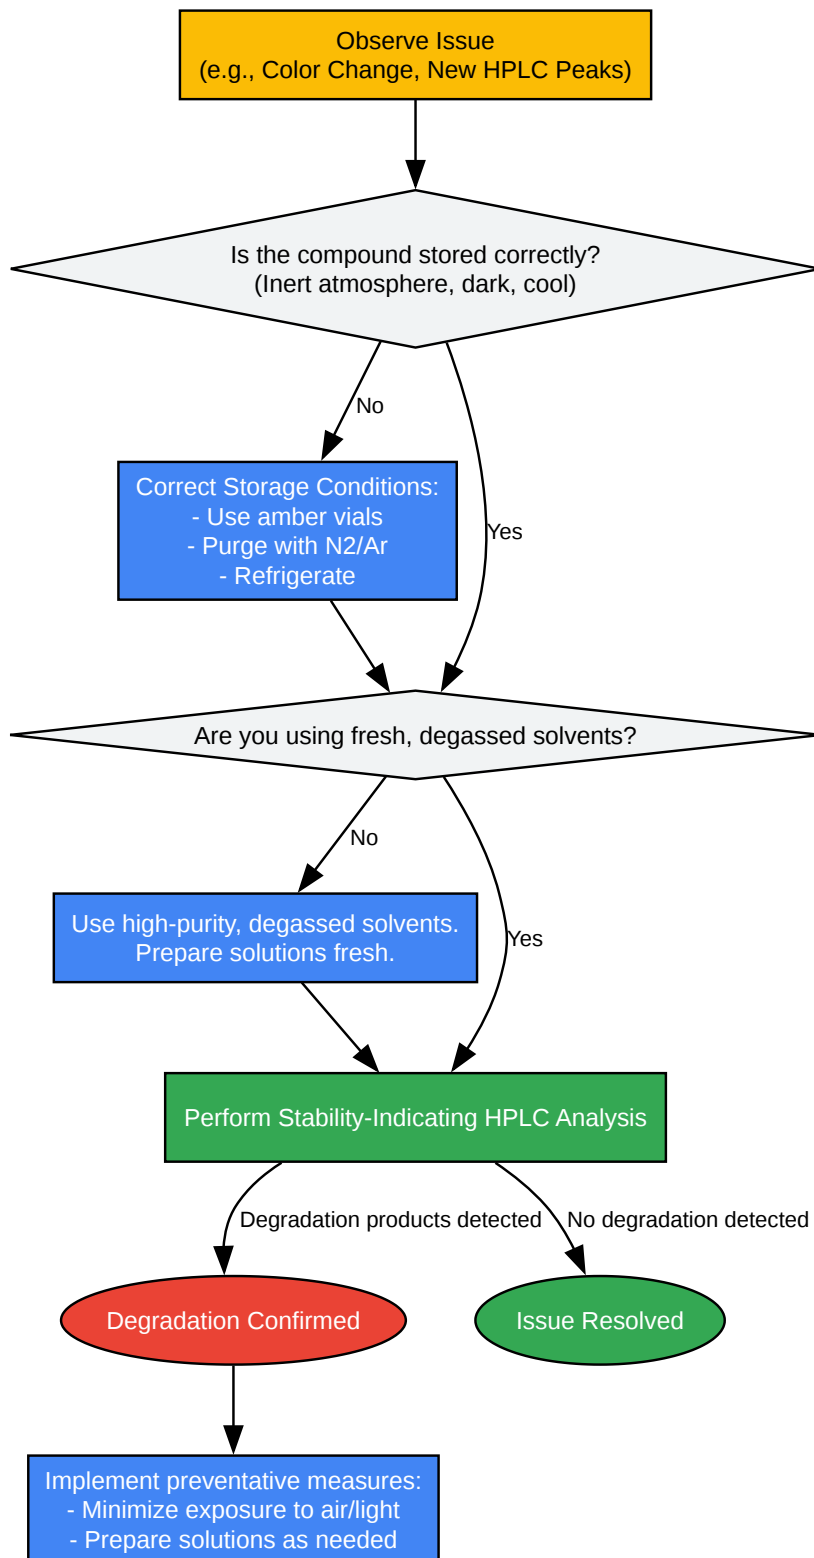 Observe Issue
(e.g., Color Change, New HPLC Peaks)
Is the compound stored correctly?
(Inert atmosphere, dark, cool)
No
Correct Storage Conditions:
- Use amber vials
- Purge with N2/Ar
- Refrigerate
Yes
Are you using fresh, degassed solvents?
No
Use high-purity, degassed solvents.
Prepare solutions fresh.
Yes
Perform Stability-Indicating HPLC Analysis
Degradation products detected
No degradation detected
Degradation Confirmed
Issue Resolved
Implement preventative measures:
- Minimize exposure to air/light
- Prepare solutions as needed